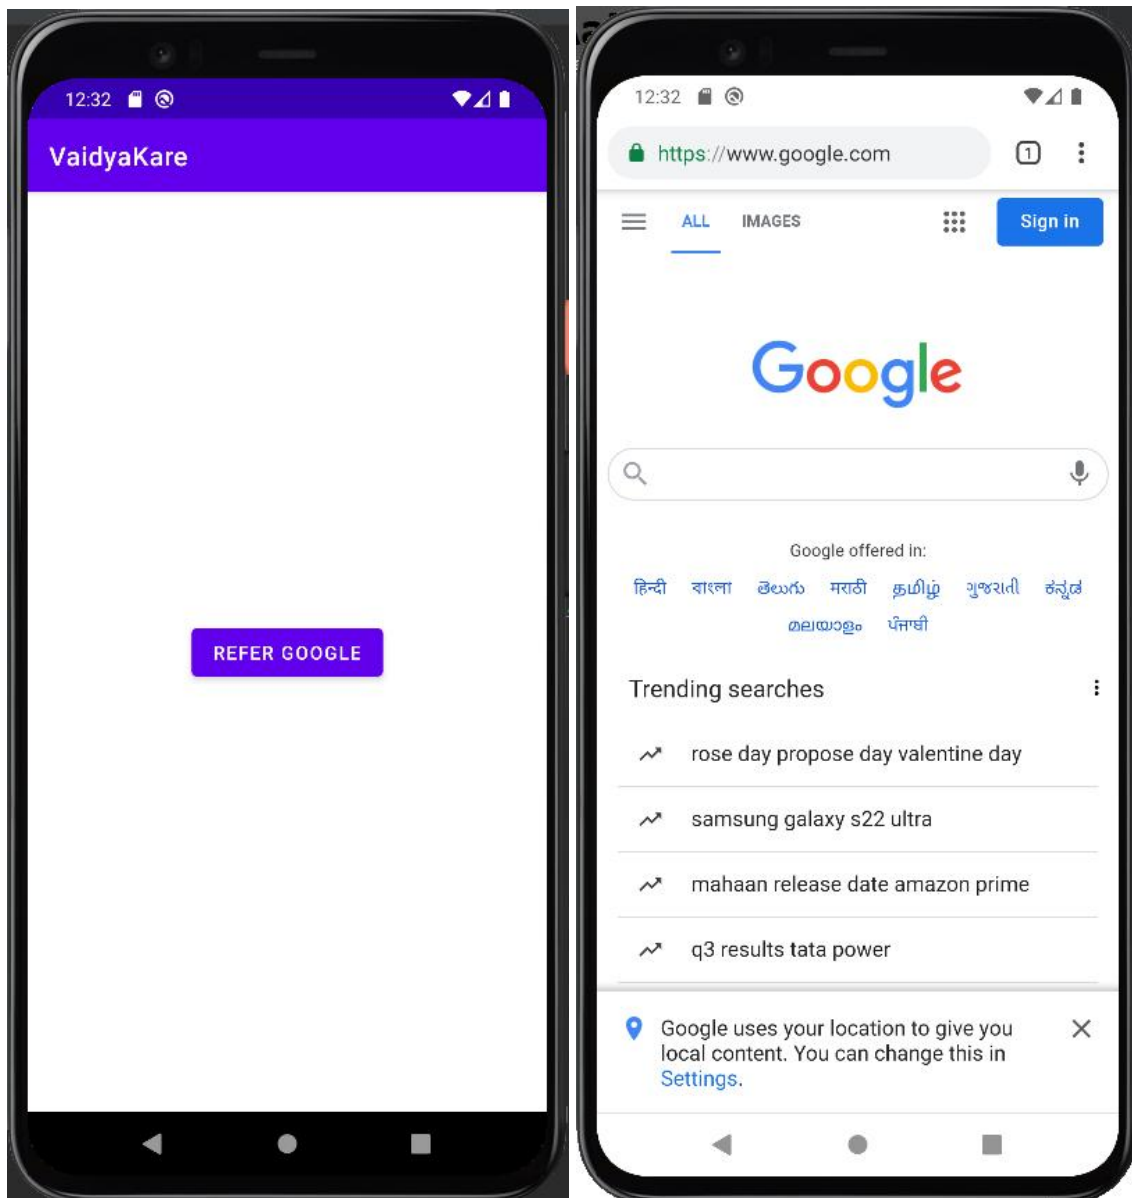 12:32
VaidyaKare
REFER GOOGLE
12:32
https://www.google.com
1
ALL IMAGES
Sign in
Google
Google offered in:
हिन्दी বাংলা తెలుగు मराठी தமிழ் ગુજરાતી ಕನ್ನಡ
മലയാളം ਪੰਜਾਬੀ
Trending searches
rose day propose day valentine day
samsung galaxy s22 ultra
mahaan release date amazon prime
q3 results tata power
Google uses your location to give you
local content. You can change this in
Settings.